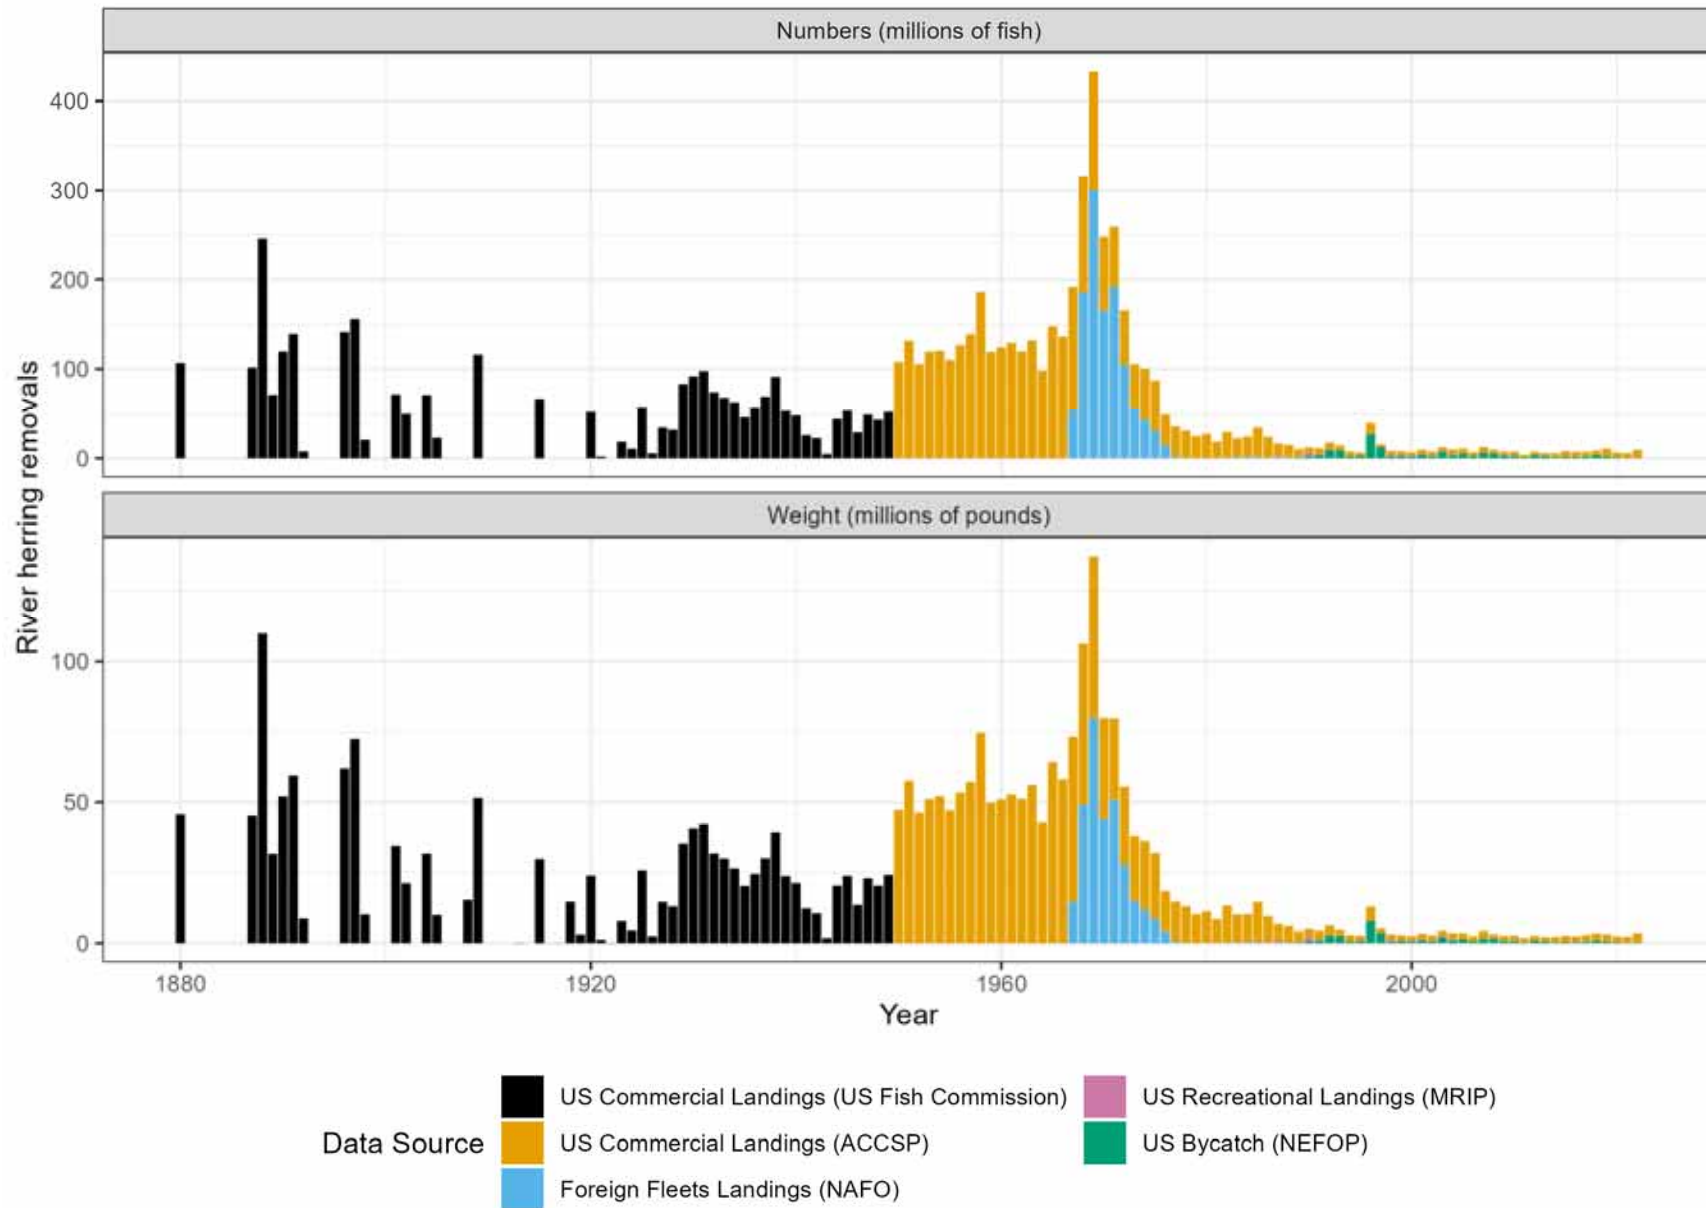 Numbers (millions of fish)
400
300
200
100
0
River herring removals
Weight (millions of pounds)
100
50
0
1880 1920 1960 2000
Year
Data Source
US Commercial Landings (US Fish Commission)
US Commercial Landings (ACCSP)
Foreign Fleets Landings (NAFO)
US Recreational Landings (MRIP)
US Bycatch (NEFOP)